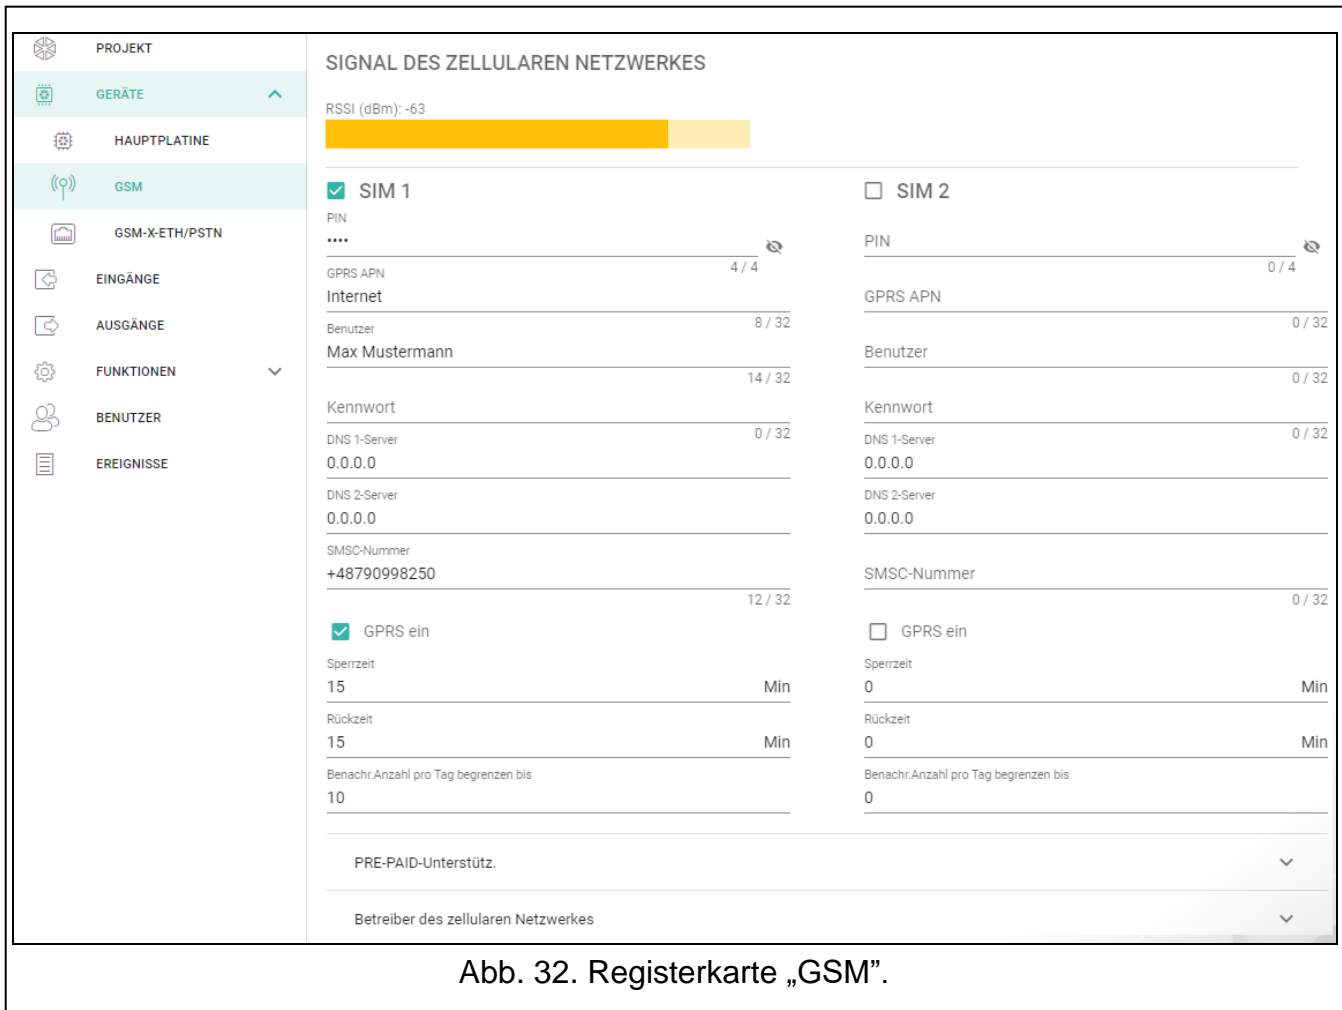 PROJEKT
GERÄTE
HAUPTPLATINE
GSM
GSM-X-ETH/PSTN
EINGÄNGE
AUSGÄNGE
FUNKTIONEN
BENUTZER
EREIGNISSE
SIGNAL DES ZELLULAREN NETZWERKES
RSSI (dBm): -63
SIM 1
PIN
••••
4 / 4
GPRS APN
Internet
8 / 32
Benutzer
Max Mustermann
14 / 32
Kennwort
0 / 32
DNS 1-Server
0.0.0.0
DNS 2-Server
0.0.0.0
SMSC-Nummer
+48790998250
12 / 32
GPRS ein
Sperrzeit
15 Min
Rückzeit
15 Min
Benachr.Anzahl pro Tag begrenzen bis
10
SIM 2
PIN
0 / 4
GPRS APN
0 / 32
Benutzer
0 / 32
Kennwort
0 / 32
DNS 1-Server
0.0.0.0
DNS 2-Server
0.0.0.0
SMSC-Nummer
0 / 32
GPRS ein
Sperrzeit
0 Min
Rückzeit
0 Min
Benachr.Anzahl pro Tag begrenzen bis
0
PRE-PAID-Unterstütz.
Betreiber des zellularen Netzwerkes
Abb. 32. Registerkarte „GSM”.